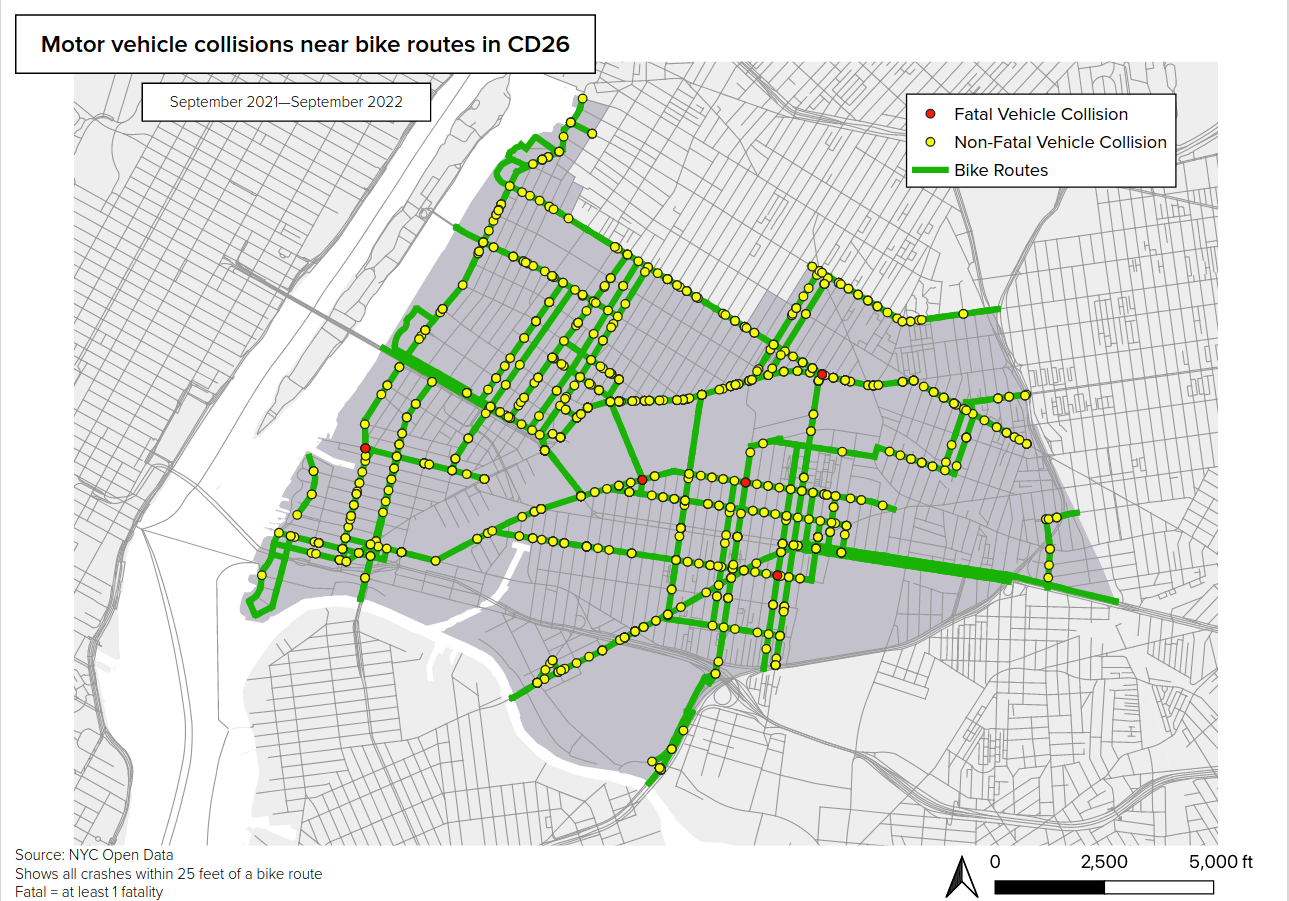 Motor vehicle collisions near bike routes in CD26
September 2021—September 2022
Fatal Vehicle Collision
Non-Fatal Vehicle Collision
Bike Routes
Source: NYC Open Data
Shows all crashes within 25 feet of a bike route
Fatal = at least 1 fatality
0 2,500 5,000 ft